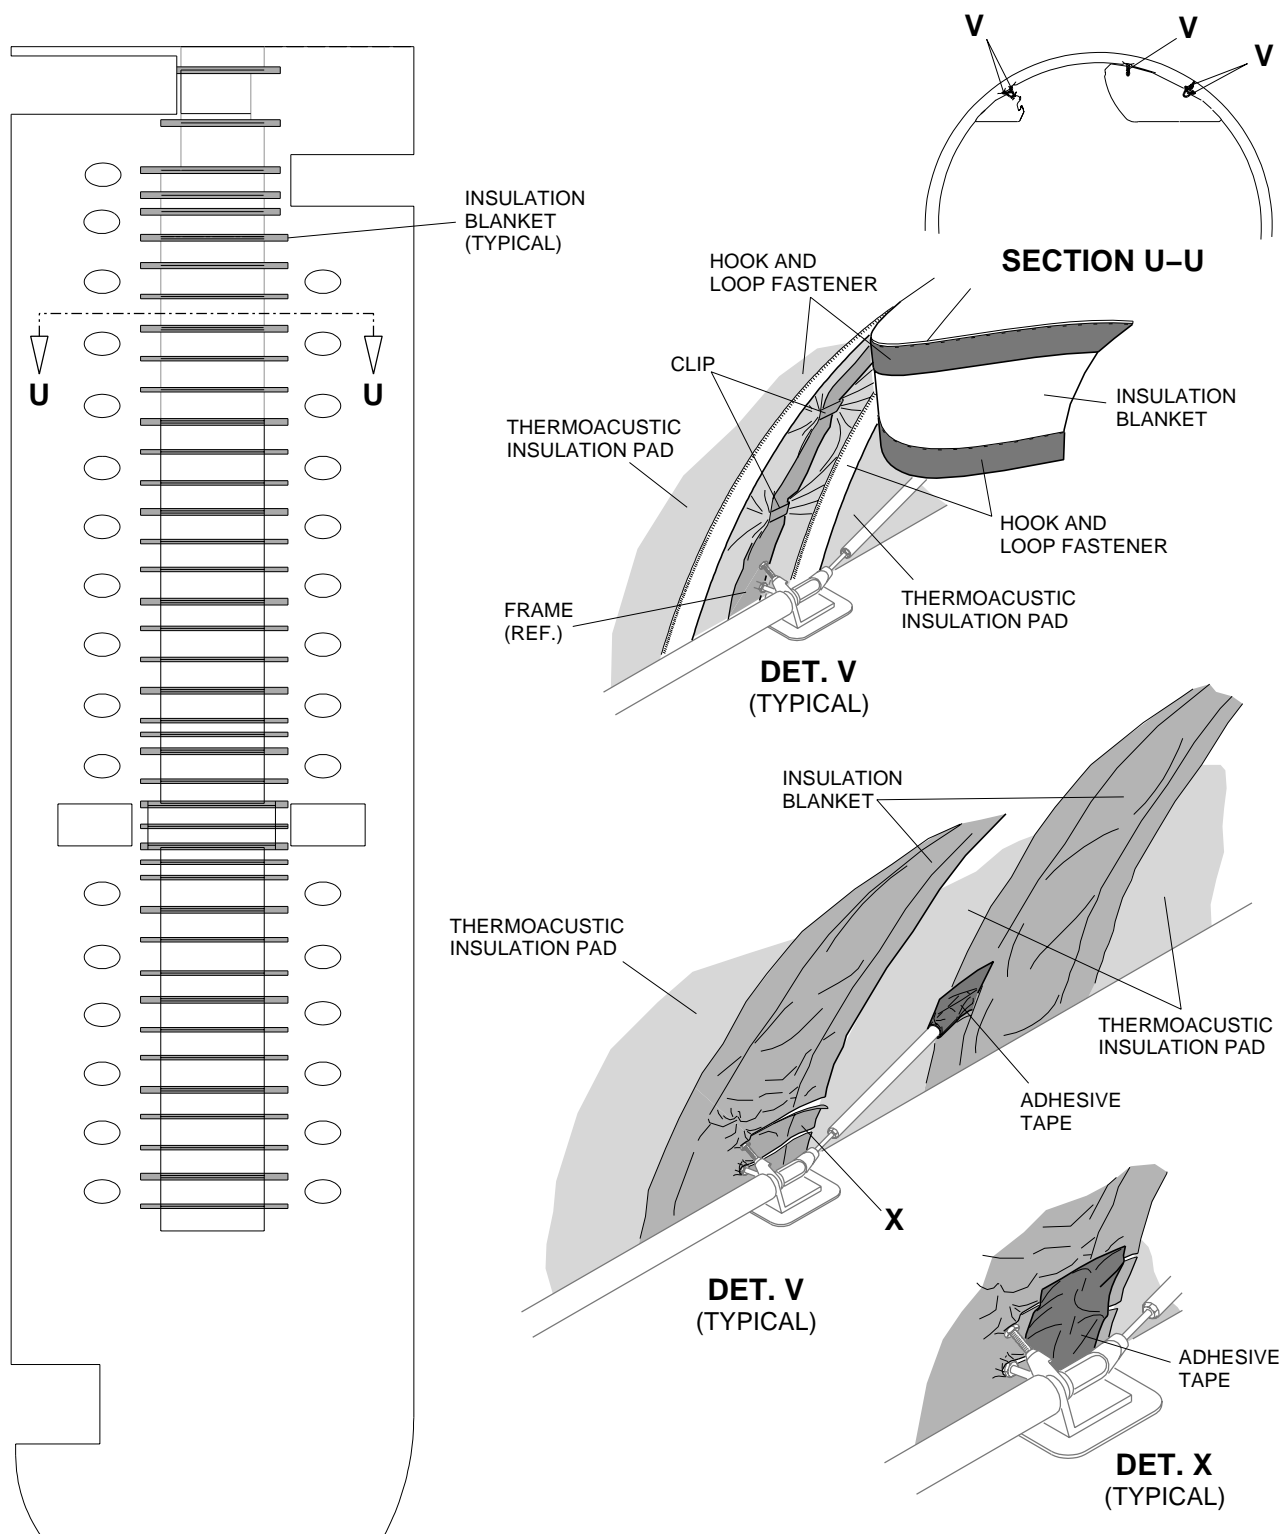 V
V
V
SECTION U–U
INSULATION
BLANKET
(TYPICAL)
U
U
HOOK AND
LOOP FASTENER
CLIP
THERMOACUSTIC
INSULATION PAD
INSULATION
BLANKET
HOOK AND
LOOP FASTENER
FRAME
(REF.)
THERMOACUSTIC
INSULATION PAD
DET. V
(TYPICAL)
INSULATION
BLANKET
THERMOACUSTIC
INSULATION PAD
THERMOACUSTIC
INSULATION PAD
ADHESIVE
TAPE
X
DET. V
(TYPICAL)
ADHESIVE
TAPE
DET. X
(TYPICAL)